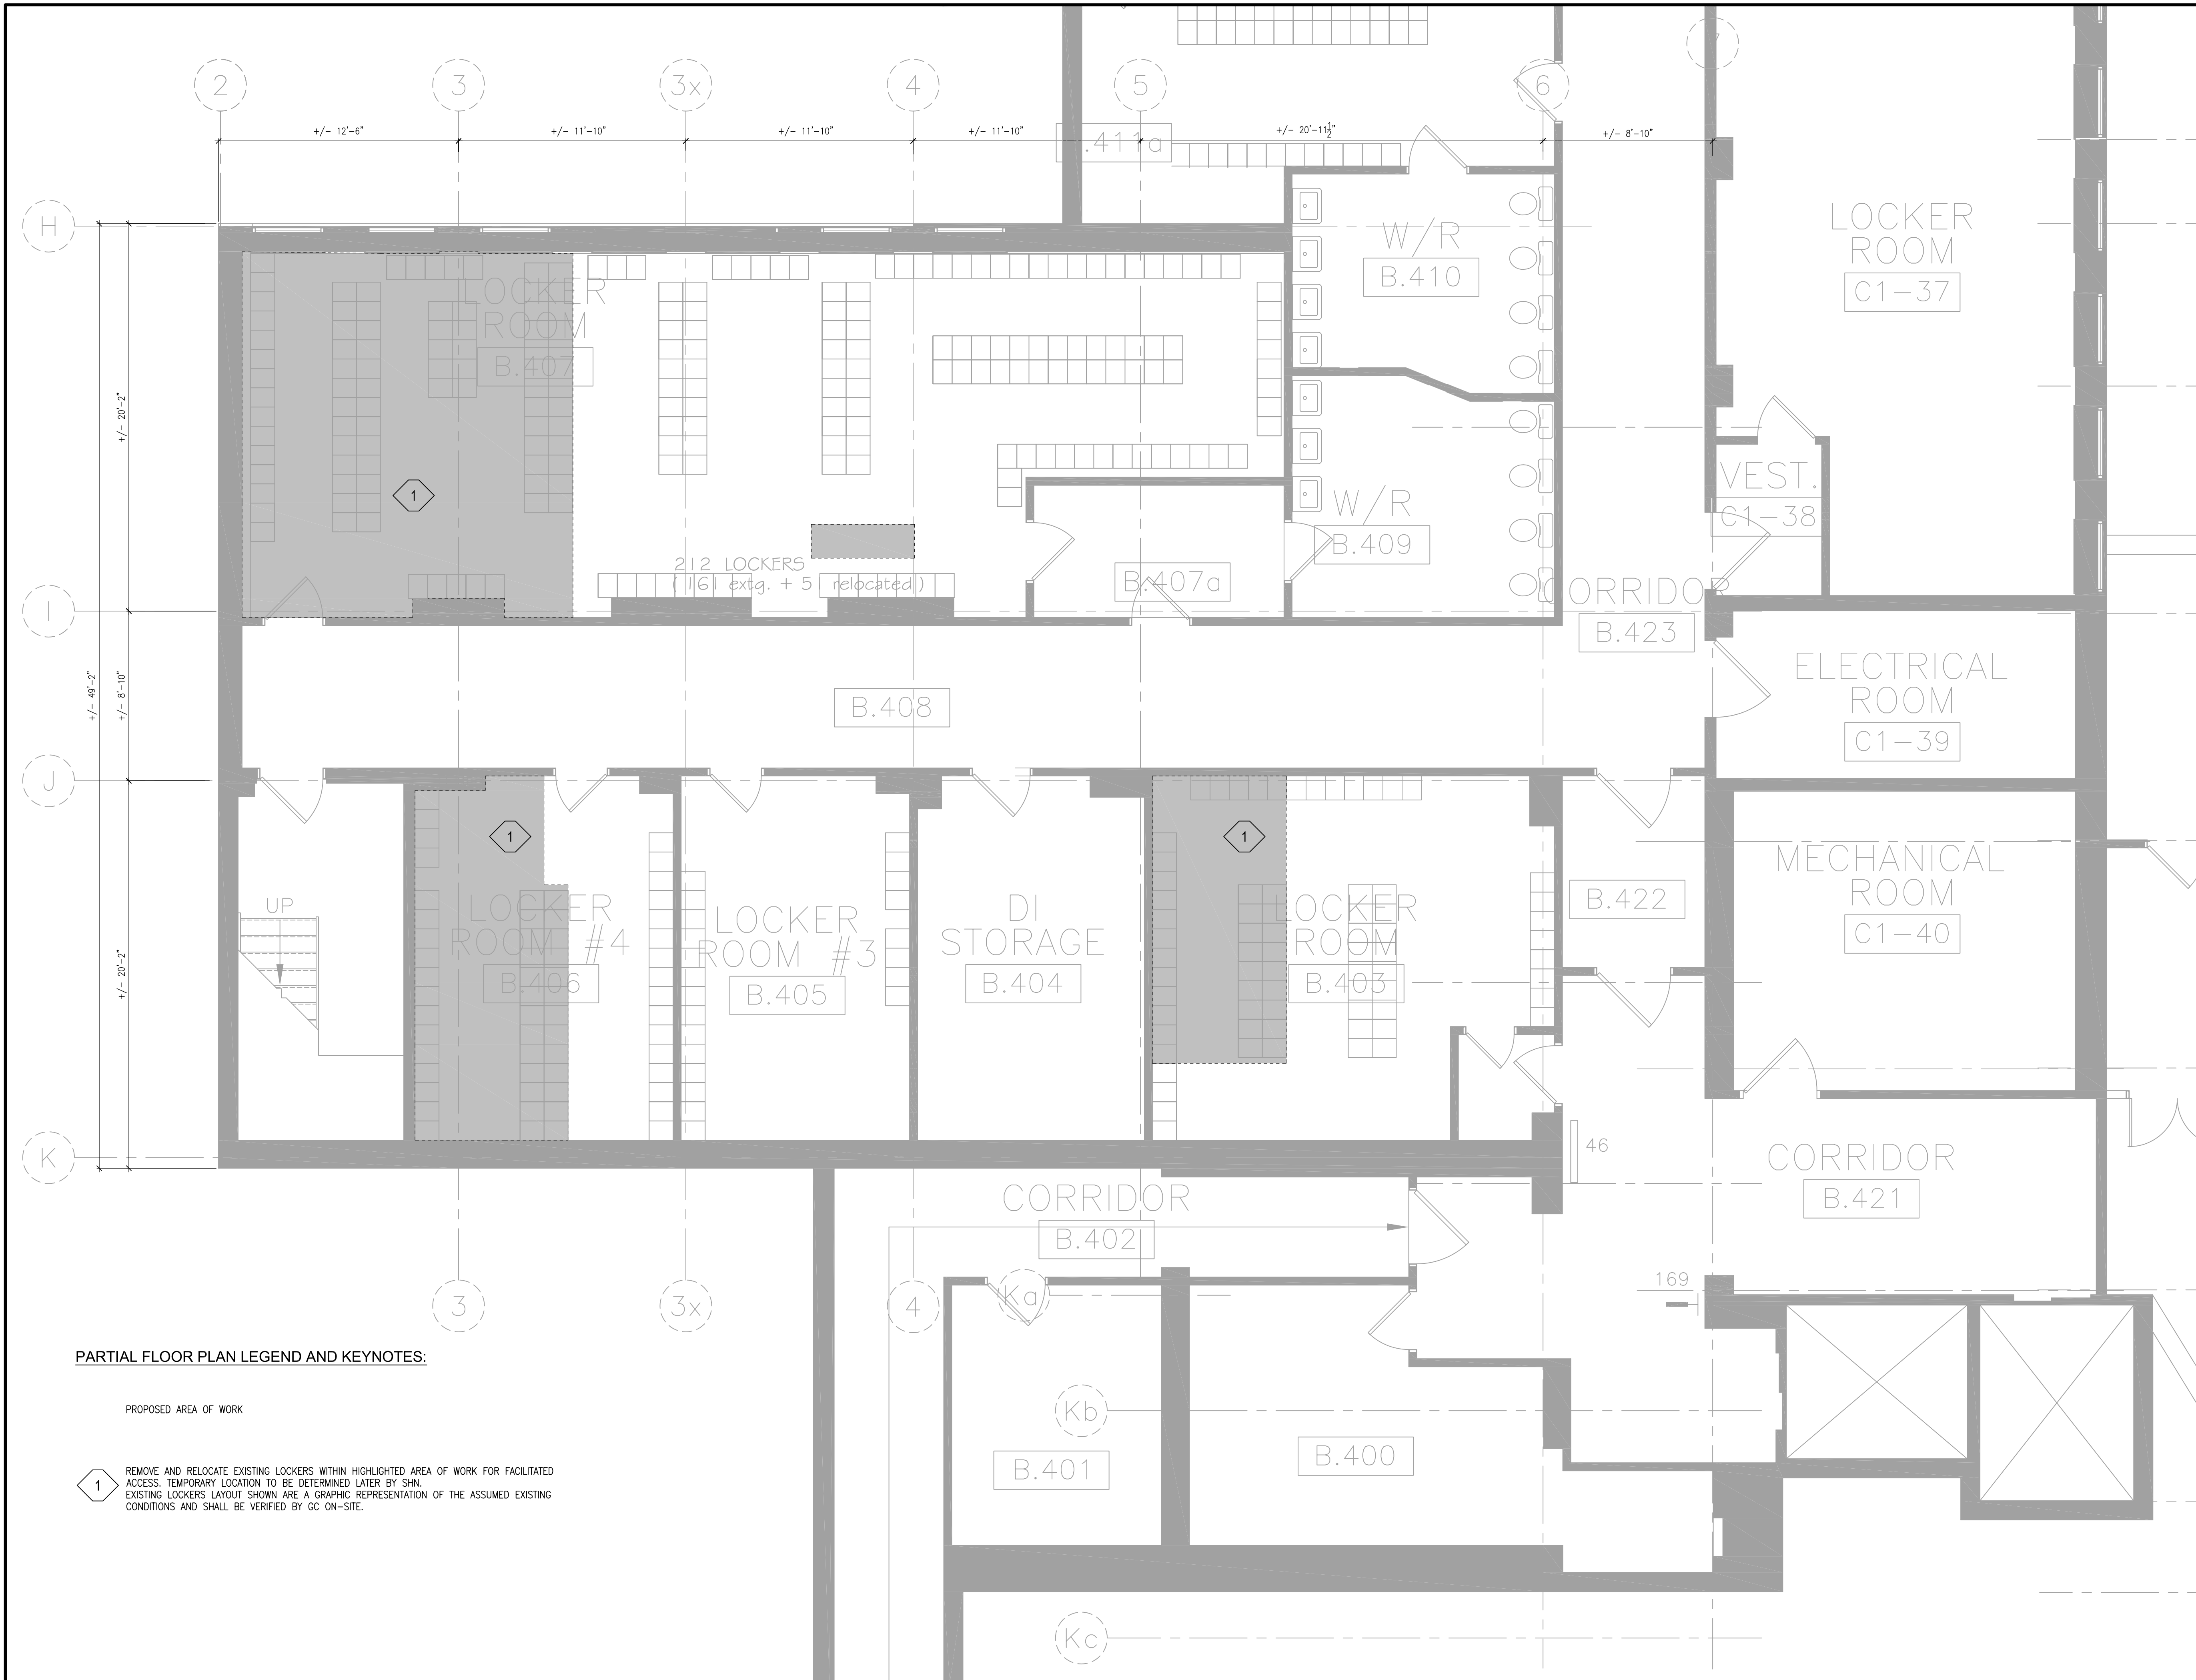 2
3
3x
4
5
6
7
+/- 12'-6"
+/- 11'-10"
+/- 11'-10"
+/- 11'-10"
+/- 20'-11½"
+/- 8'-10"
.411a
H
I
J
K
+/- 20'-2"
+/- 49'-2"
+/- 8'-10"
+/- 20'-2"
LOCKER
ROOM
B.407
1
212 LOCKERS
(161 extg. + 51 relocated)
W/R
B.410
W/R
B.409
B.407a
LOCKER
ROOM
C1-37
VEST.
C1-38
CORRIDOR
B.423
ELECTRICAL
ROOM
C1-39
B.408
UP
1
LOCKER
ROOM #4
B.406
LOCKER
ROOM #3
B.405
DI
STORAGE
B.404
1
LOCKER
ROOM
B.403
B.422
MECHANICAL
ROOM
C1-40
46
CORRIDOR
B.421
CORRIDOR
B.402
169
3
3x
4
Ka
Kb
Kc
B.401
B.400
PARTIAL FLOOR PLAN LEGEND AND KEYNOTES:
PROPOSED AREA OF WORK
1
REMOVE AND RELOCATE EXISTING LOCKERS WITHIN HIGHLIGHTED AREA OF WORK FOR FACILITATED
ACCESS. TEMPORARY LOCATION TO BE DETERMINED LATER BY SHN.
EXISTING LOCKERS LAYOUT SHOWN ARE A GRAPHIC REPRESENTATION OF THE ASSUMED EXISTING
CONDITIONS AND SHALL BE VERIFIED BY GC ON-SITE.